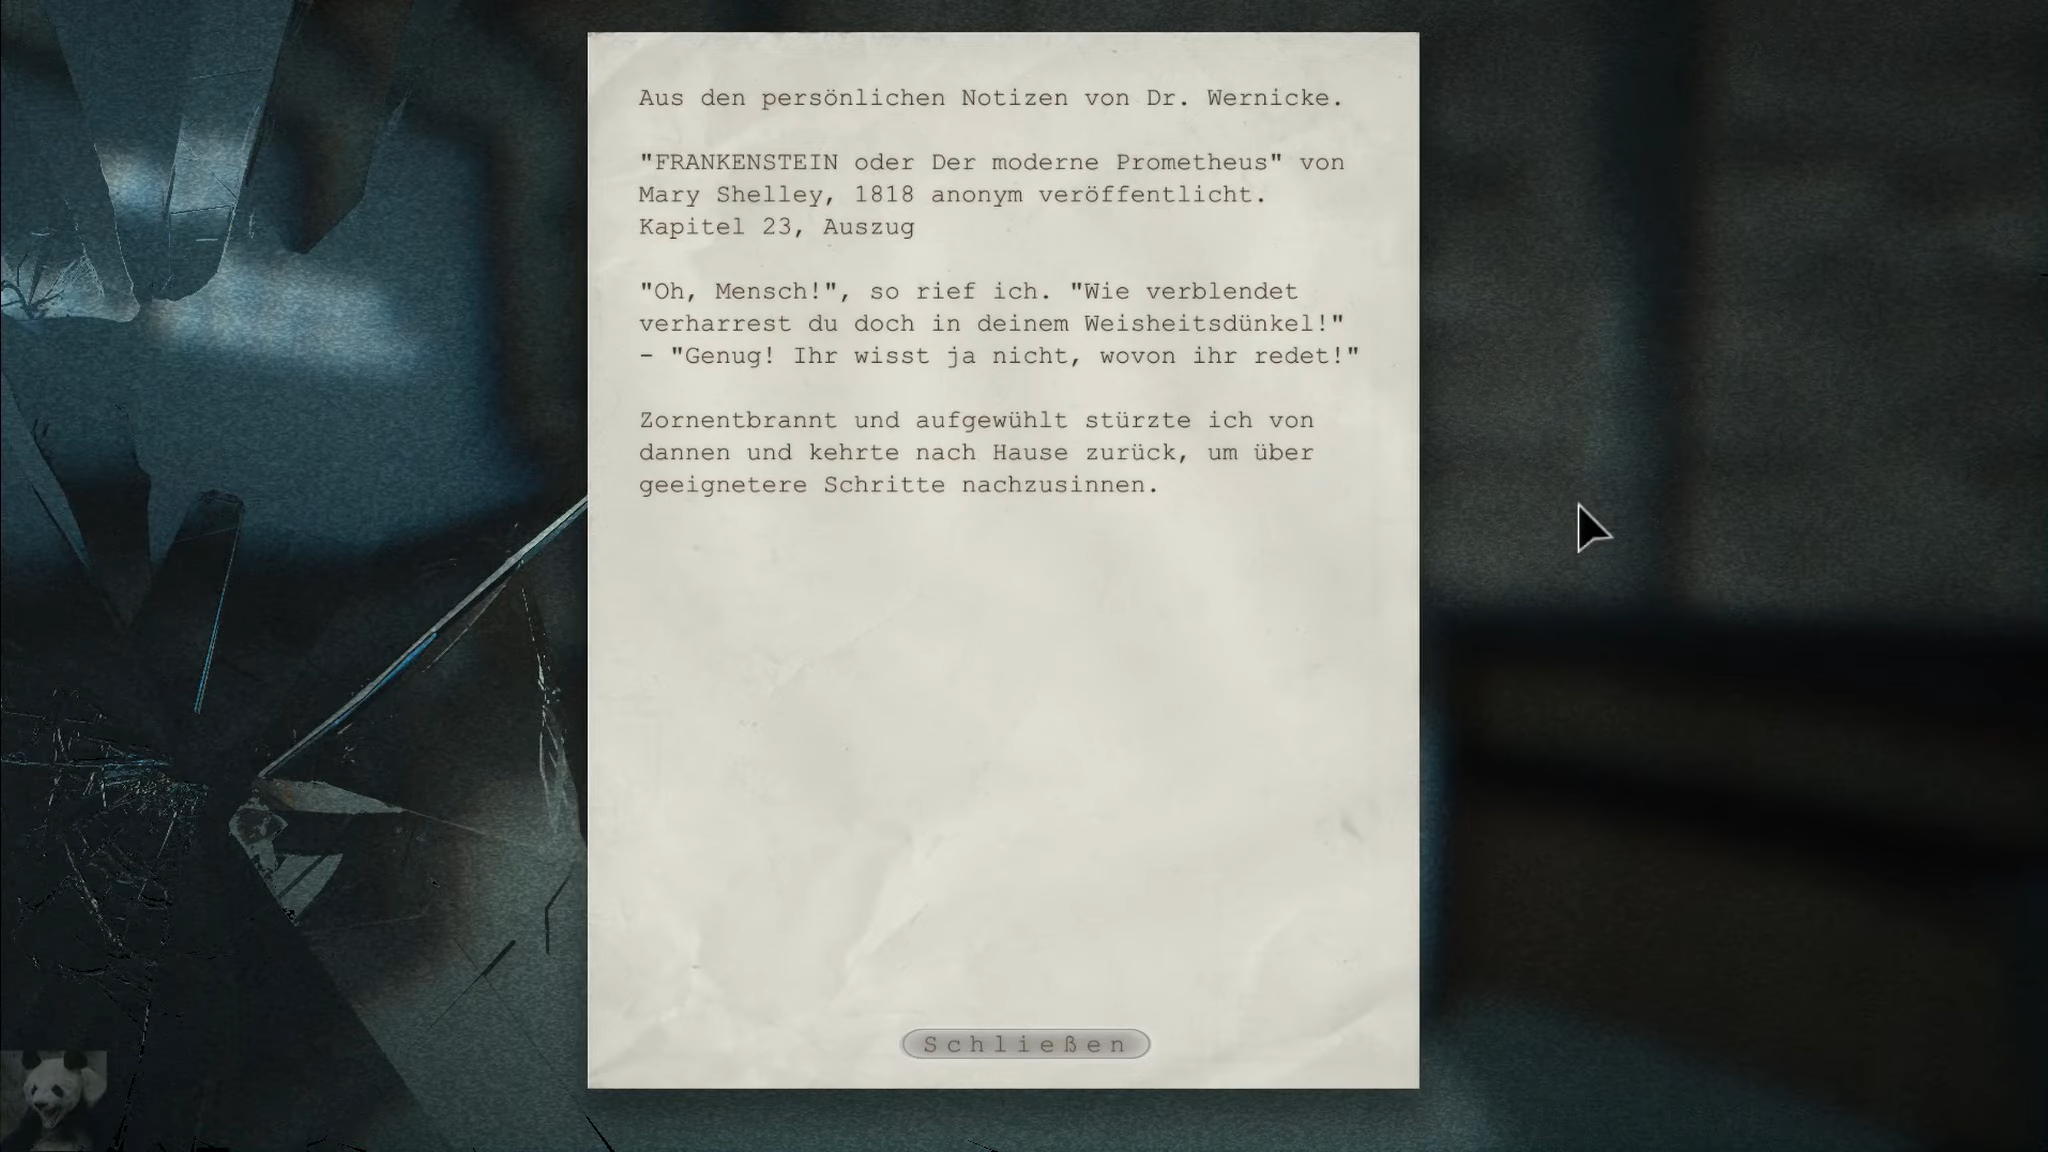 Aus den persönlichen Notizen von Dr. Wernicke.
"FRANKENSTEIN oder Der moderne Prometheus" von
Mary Shelley, 1818 anonym veröffentlicht.
Kapitel 23, Auszug
"Oh, Mensch!", so rief ich. "Wie verblendet
verharrest du doch in deinem Weisheitsdünkel!"
- "Genug! Ihr wisst ja nicht, wovon ihr redet!"
Zornentbrannt und aufgewühlt stürzte ich von
dannen und kehrte nach Hause zurück, um über
geeignetere Schritte nachzusinnen.
Schließen